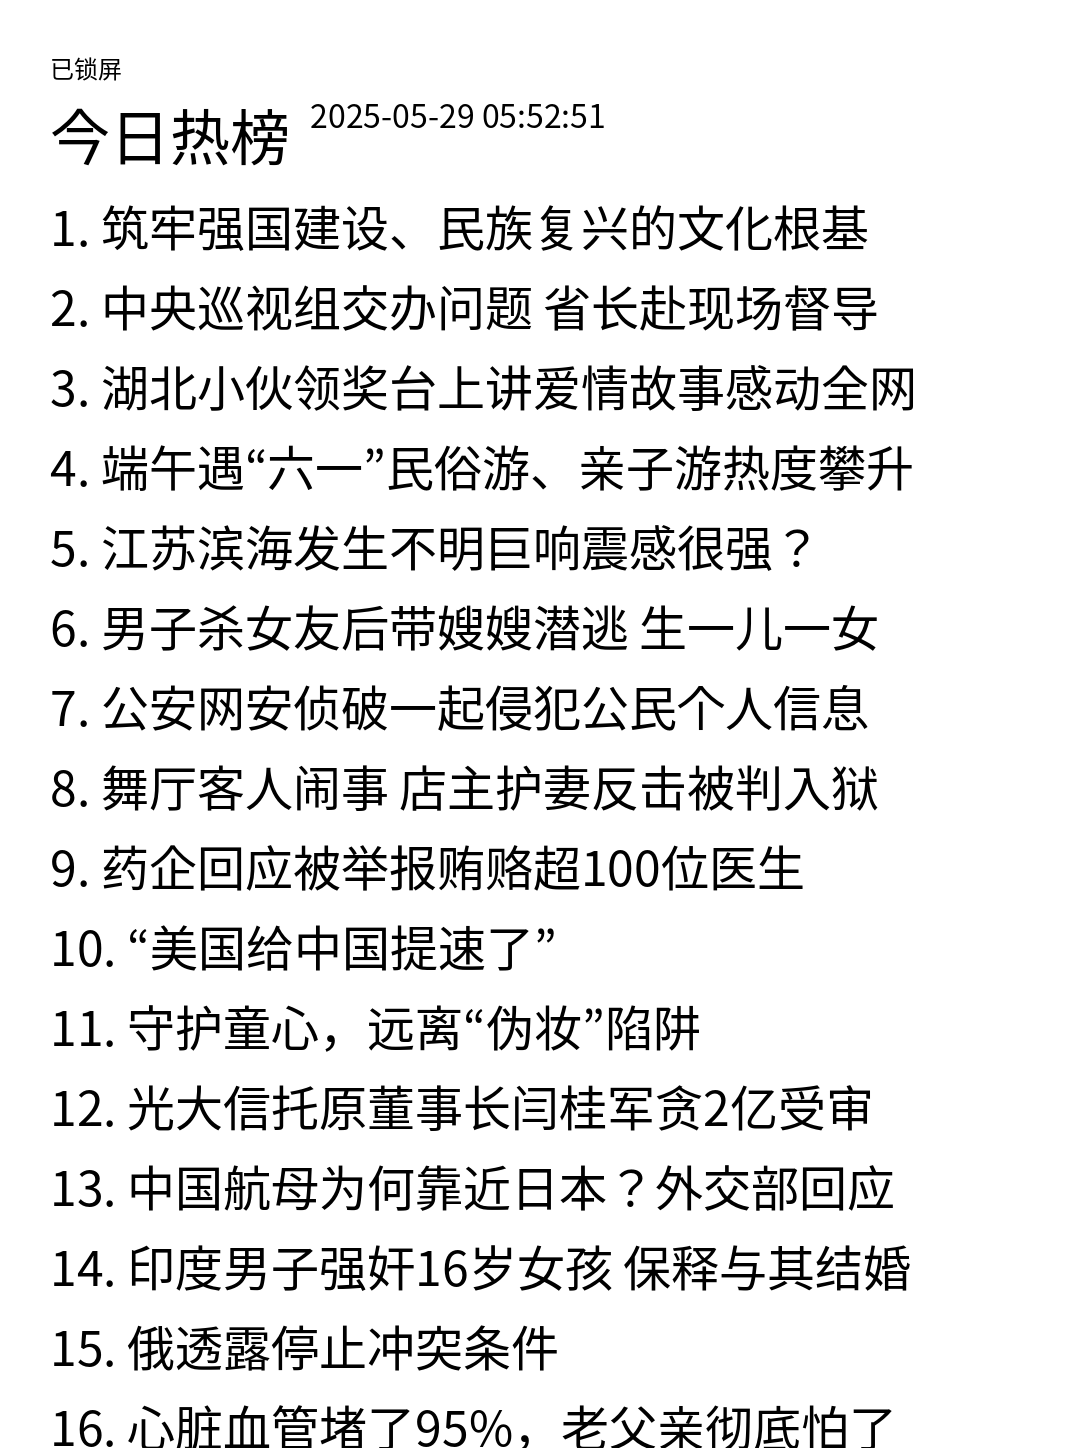 已锁屏
今日热榜 2025-05-29 05:52:51
1. 筑牢强国建设、民族复兴的文化根基
2. 中央巡视组交办问题 省长赴现场督导
3. 湖北小伙领奖台上讲爱情故事感动全网
4. 端午遇“六一”民俗游、亲子游热度攀升
5. 江苏滨海发生不明巨响震感很强？
6. 男子杀女友后带嫂嫂潜逃 生一儿一女
7. 公安网安侦破一起侵犯公民个人信息
8. 舞厅客人闹事 店主护妻反击被判入狱
9. 药企回应被举报贿赂超100位医生
10. “美国给中国提速了”
11. 守护童心，远离“伪妆”陷阱
12. 光大信托原董事长闫桂军贪2亿受审
13. 中国航母为何靠近日本？外交部回应
14. 印度男子强奸16岁女孩 保释与其结婚
15. 俄透露停止冲突条件
16. 心脏血管堵了95%，老父亲彻底怕了